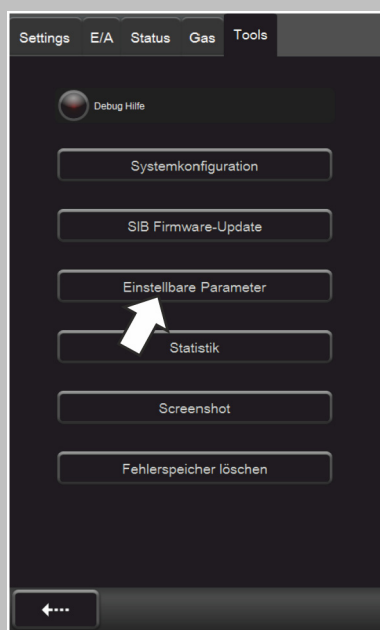 Settings E/A Status Gas Tools
Debug Hilfe
Systemkonfiguration
SIB Firmware-Update
Einstellbare Parameter
Statistik
Screenshot
Fehlerspeicher löschen